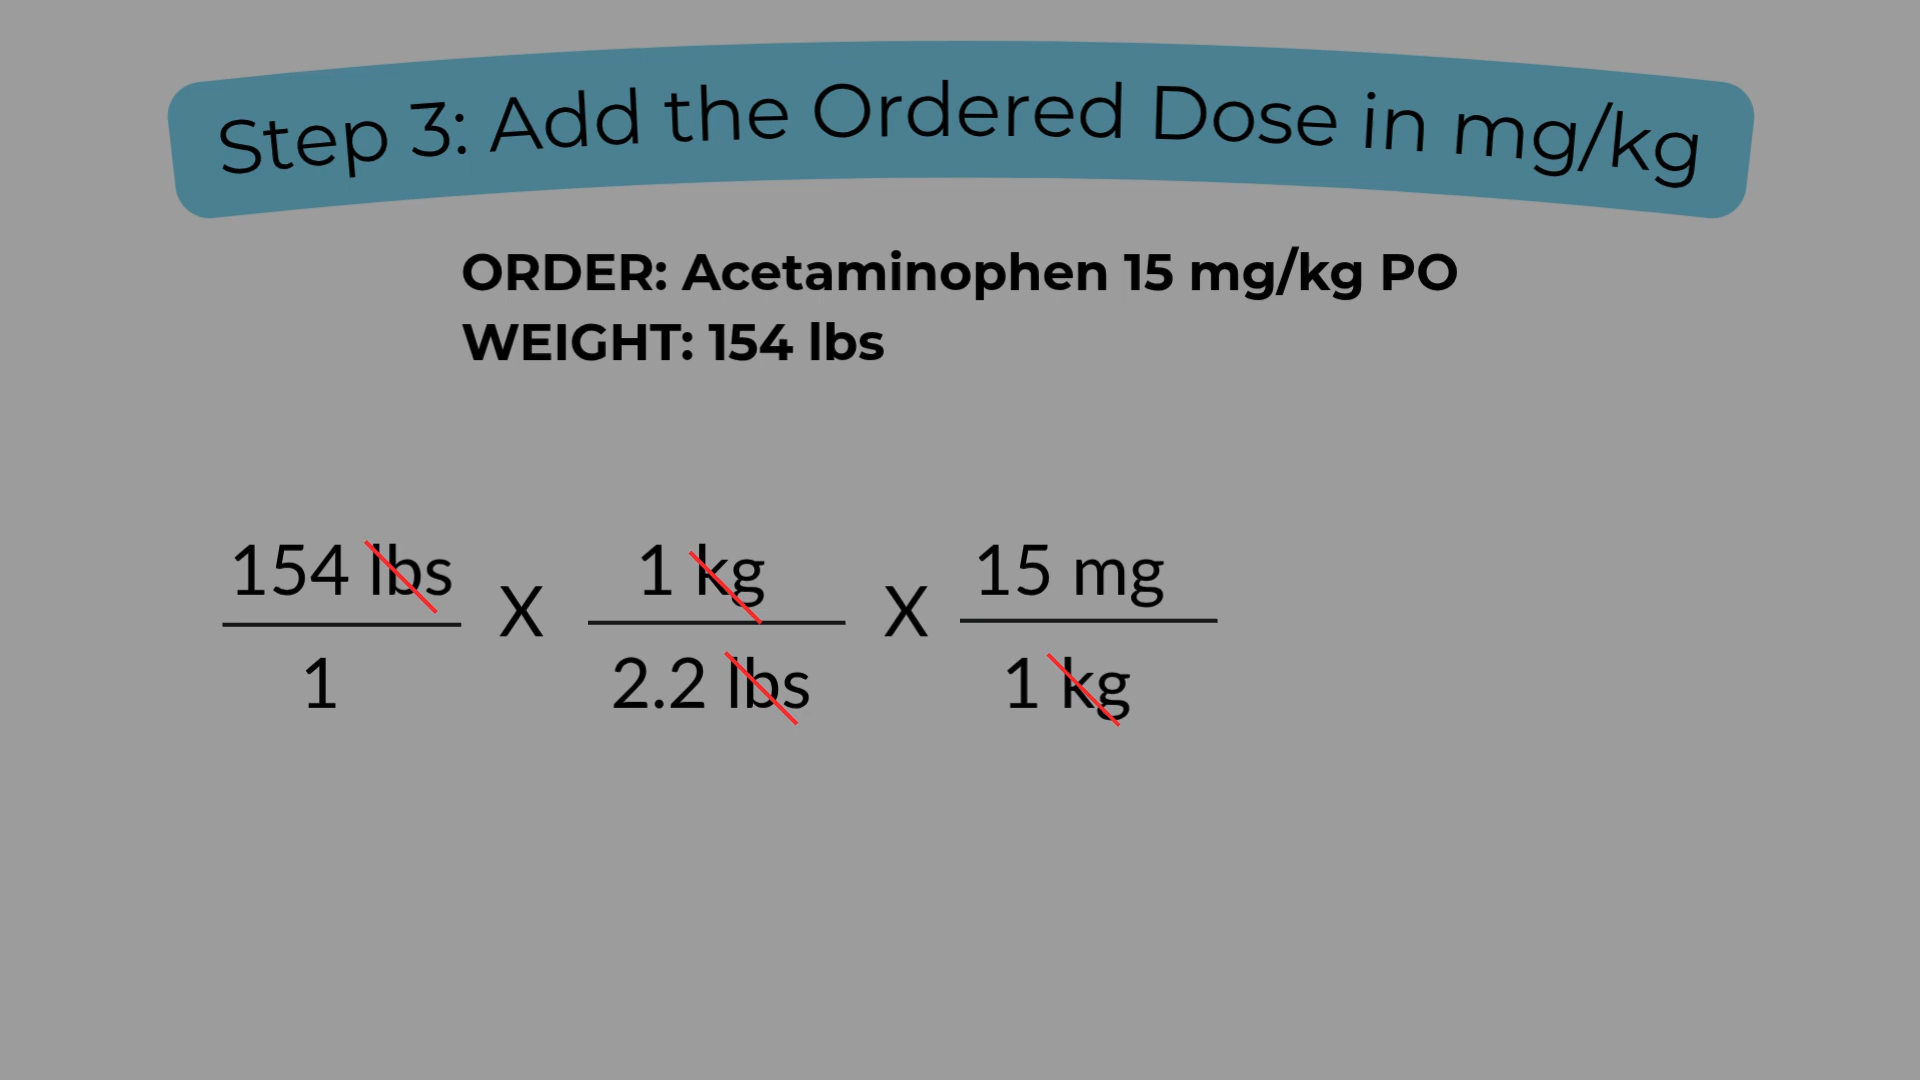 Step 3: Add the Ordered Dose in mg/kg
ORDER: Acetaminophen 15 mg/kg PO
WEIGHT: 154 lbs
154 lbs X 1 kg X 15 mg
1 2.2 lbs 1 kg